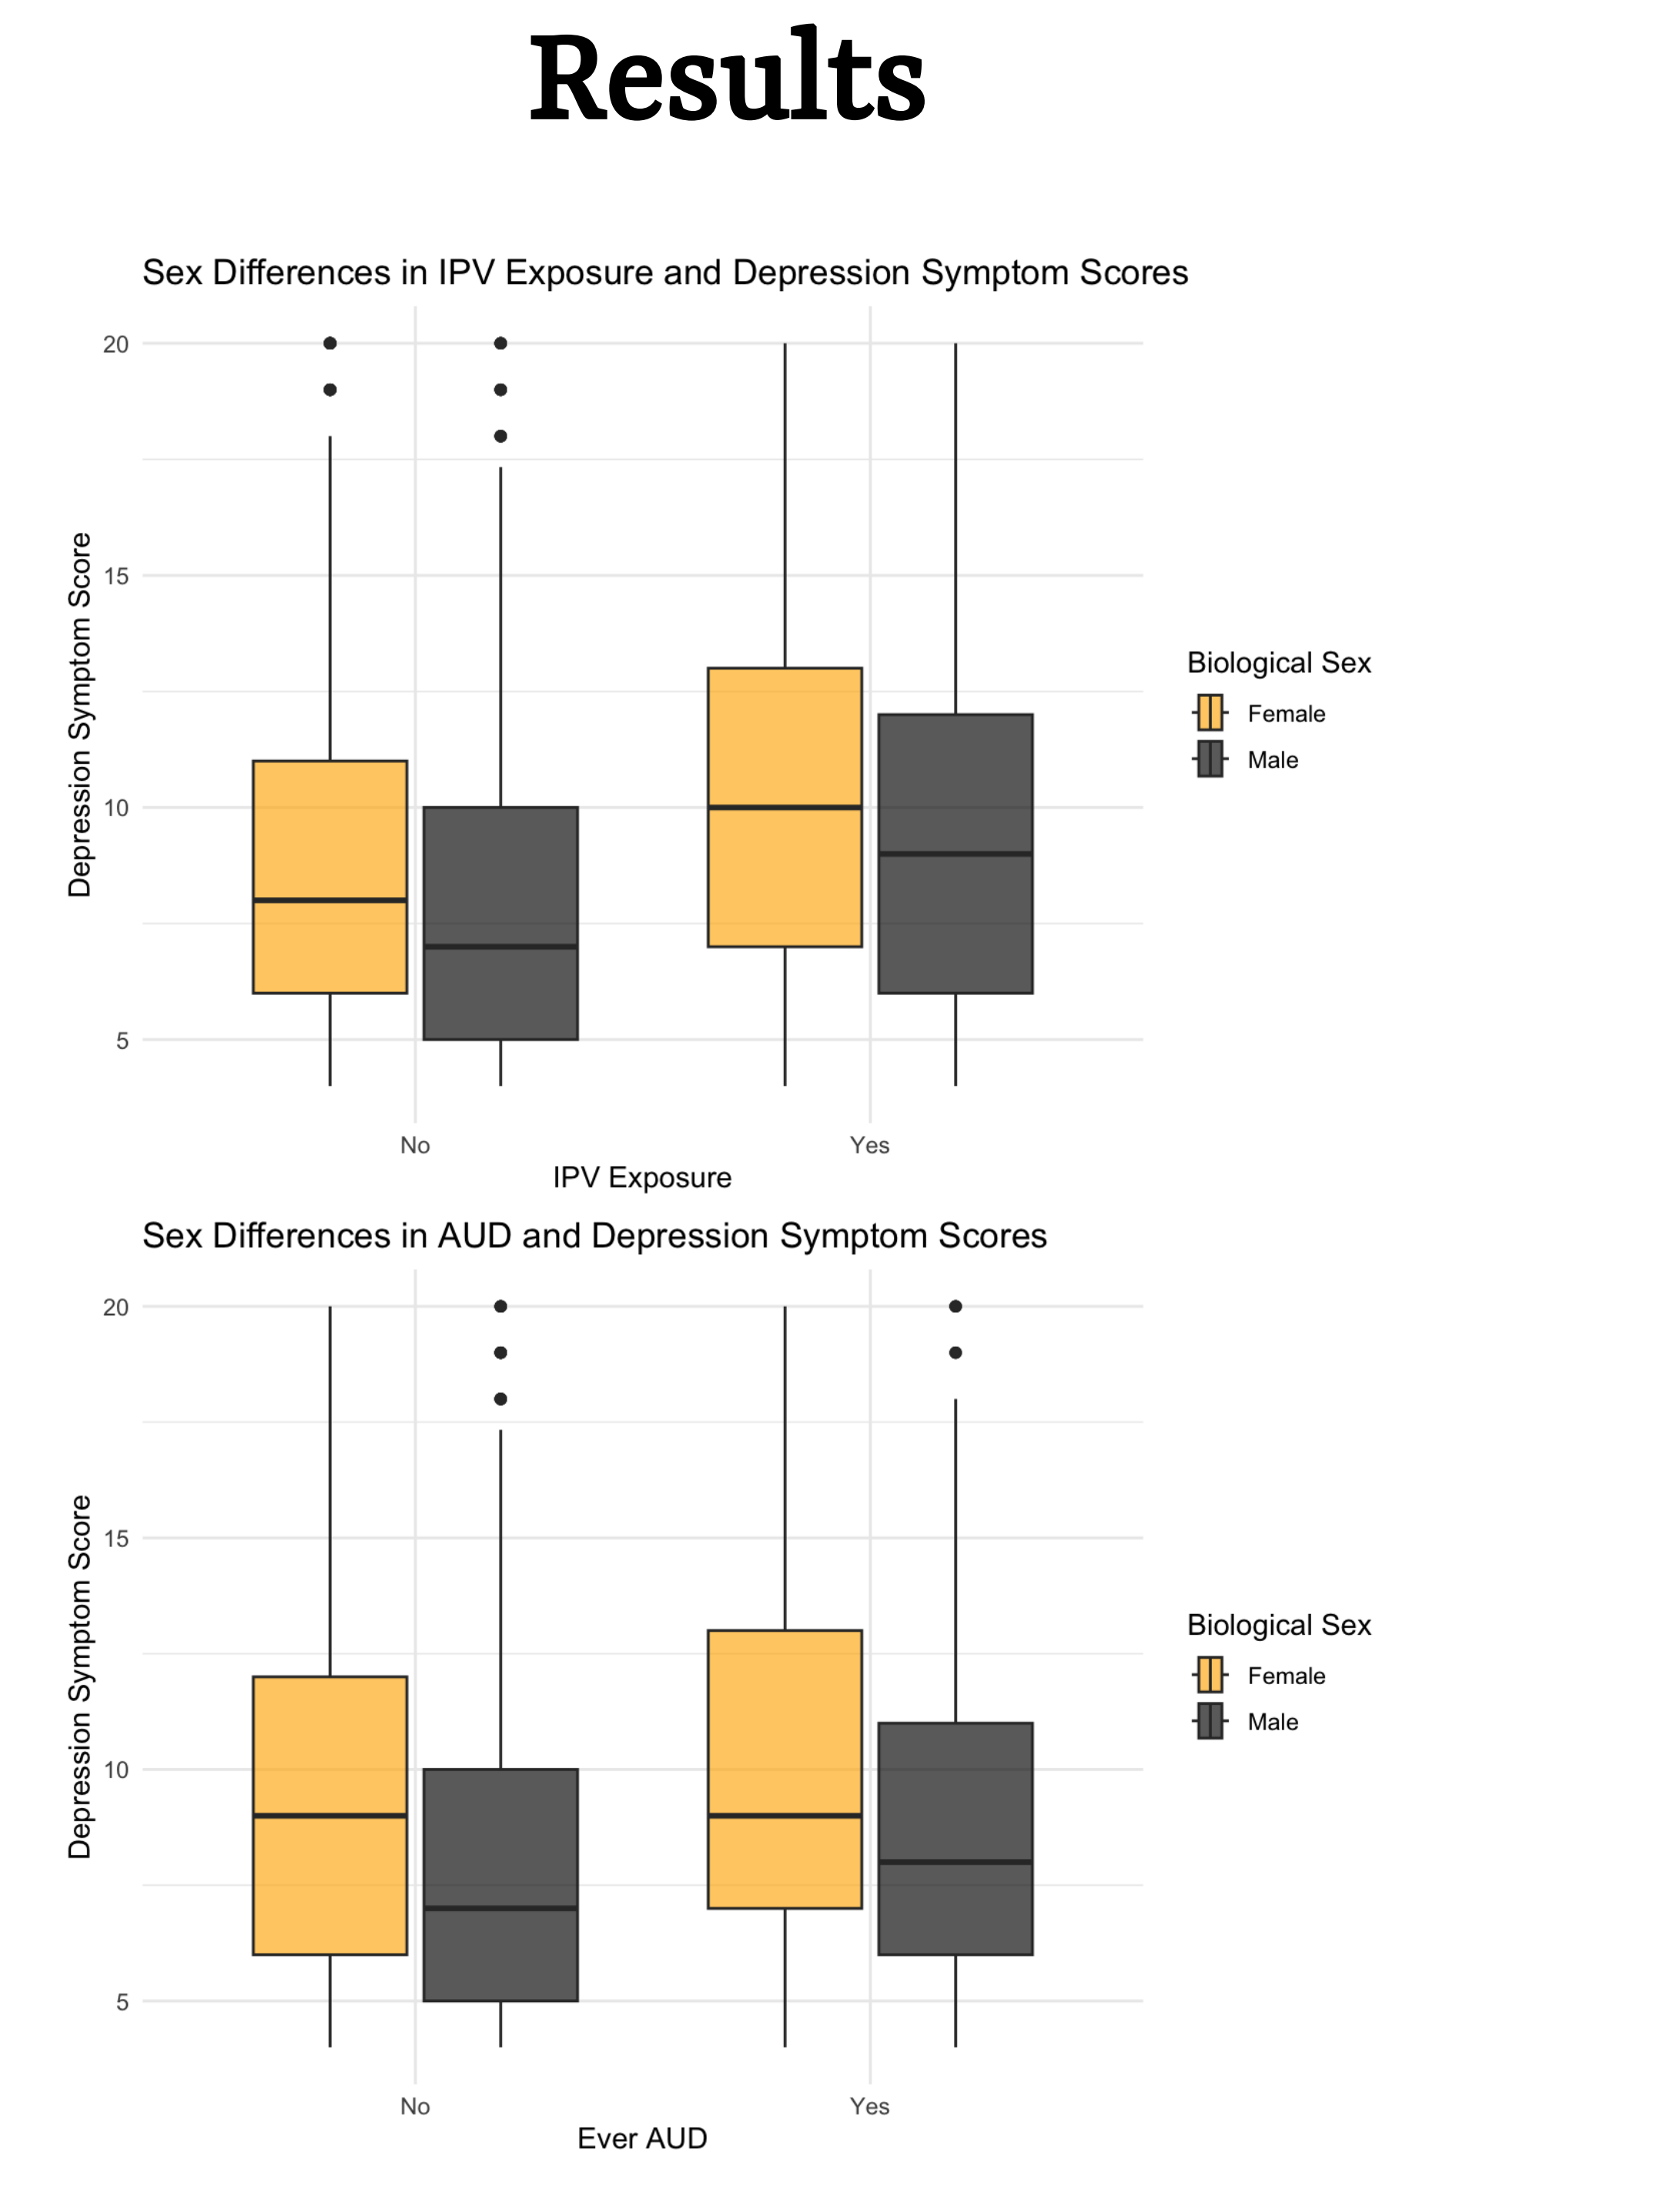 Results
Sex Differences in IPV Exposure and Depression Symptom Scores
20
15
10
5
Depression Symptom Score
No
Yes
IPV Exposure
Biological Sex
Female
Male
Sex Differences in AUD and Depression Symptom Scores
20
15
10
5
Depression Symptom Score
No
Yes
Ever AUD
Biological Sex
Female
Male